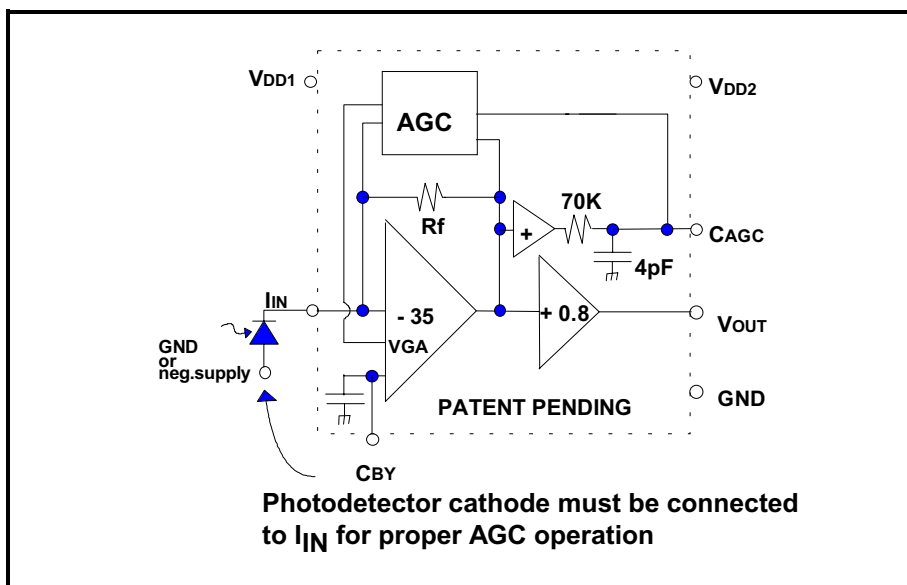 VDD1
VDD2
AGC
Rf
70K
+
CAGC
4pF
IIN
- 35
VGA
+ 0.8
VOUT
GND
or
neg.supply
GND
PATENT PENDING
CBY
Photodetector cathode must be connected
to IIN for proper AGC operation